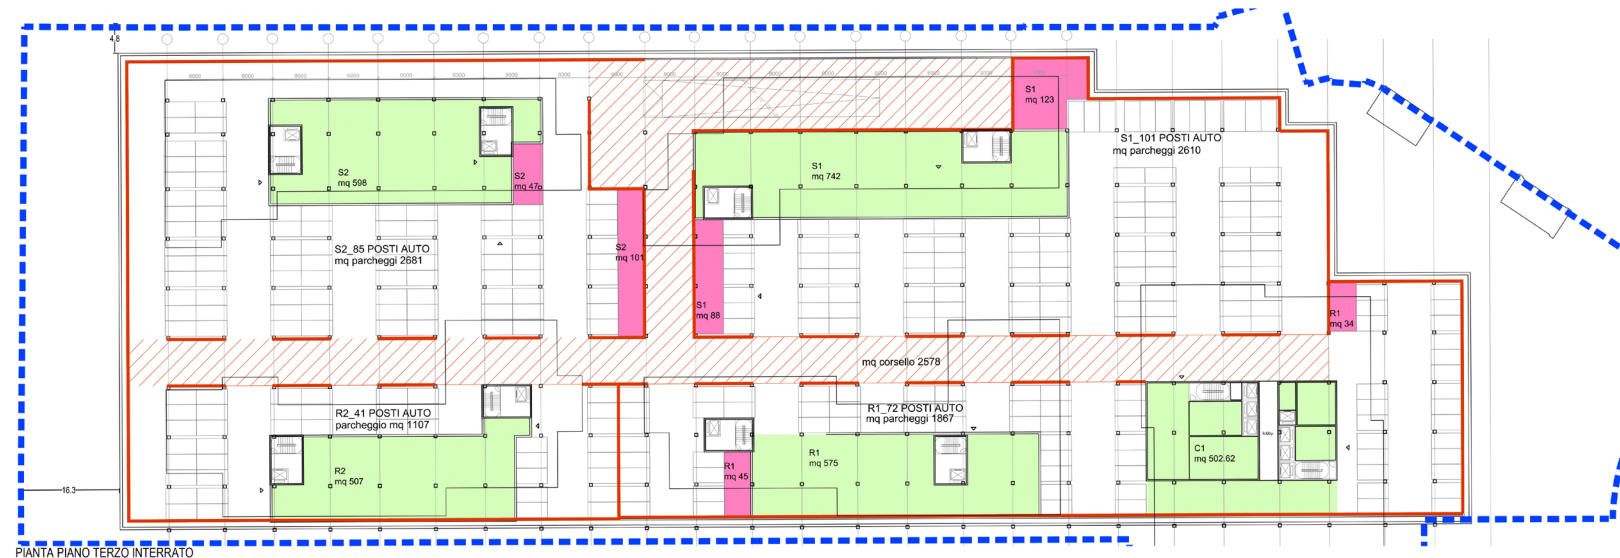 4,8
S1
mq 123
S1_101 POSTI AUTO
mq parcheggi 2610
S2
mq 598
S2
mq 47
S1
mq 742
S2_85 POSTI AUTO
mq parcheggi 2681
S2
mq 101
S1
mq 88
R1
mq 34
mq corsello 2578
R2_41 POSTI AUTO
parcheggio mq 1107
R1_72 POSTI AUTO
mq parcheggi 1867
R2
mq 507
R1
mq 45
R1
mq 575
C1
mq 502.62
lobby
16.3
PIANTA PIANO TERZO INTERRATO